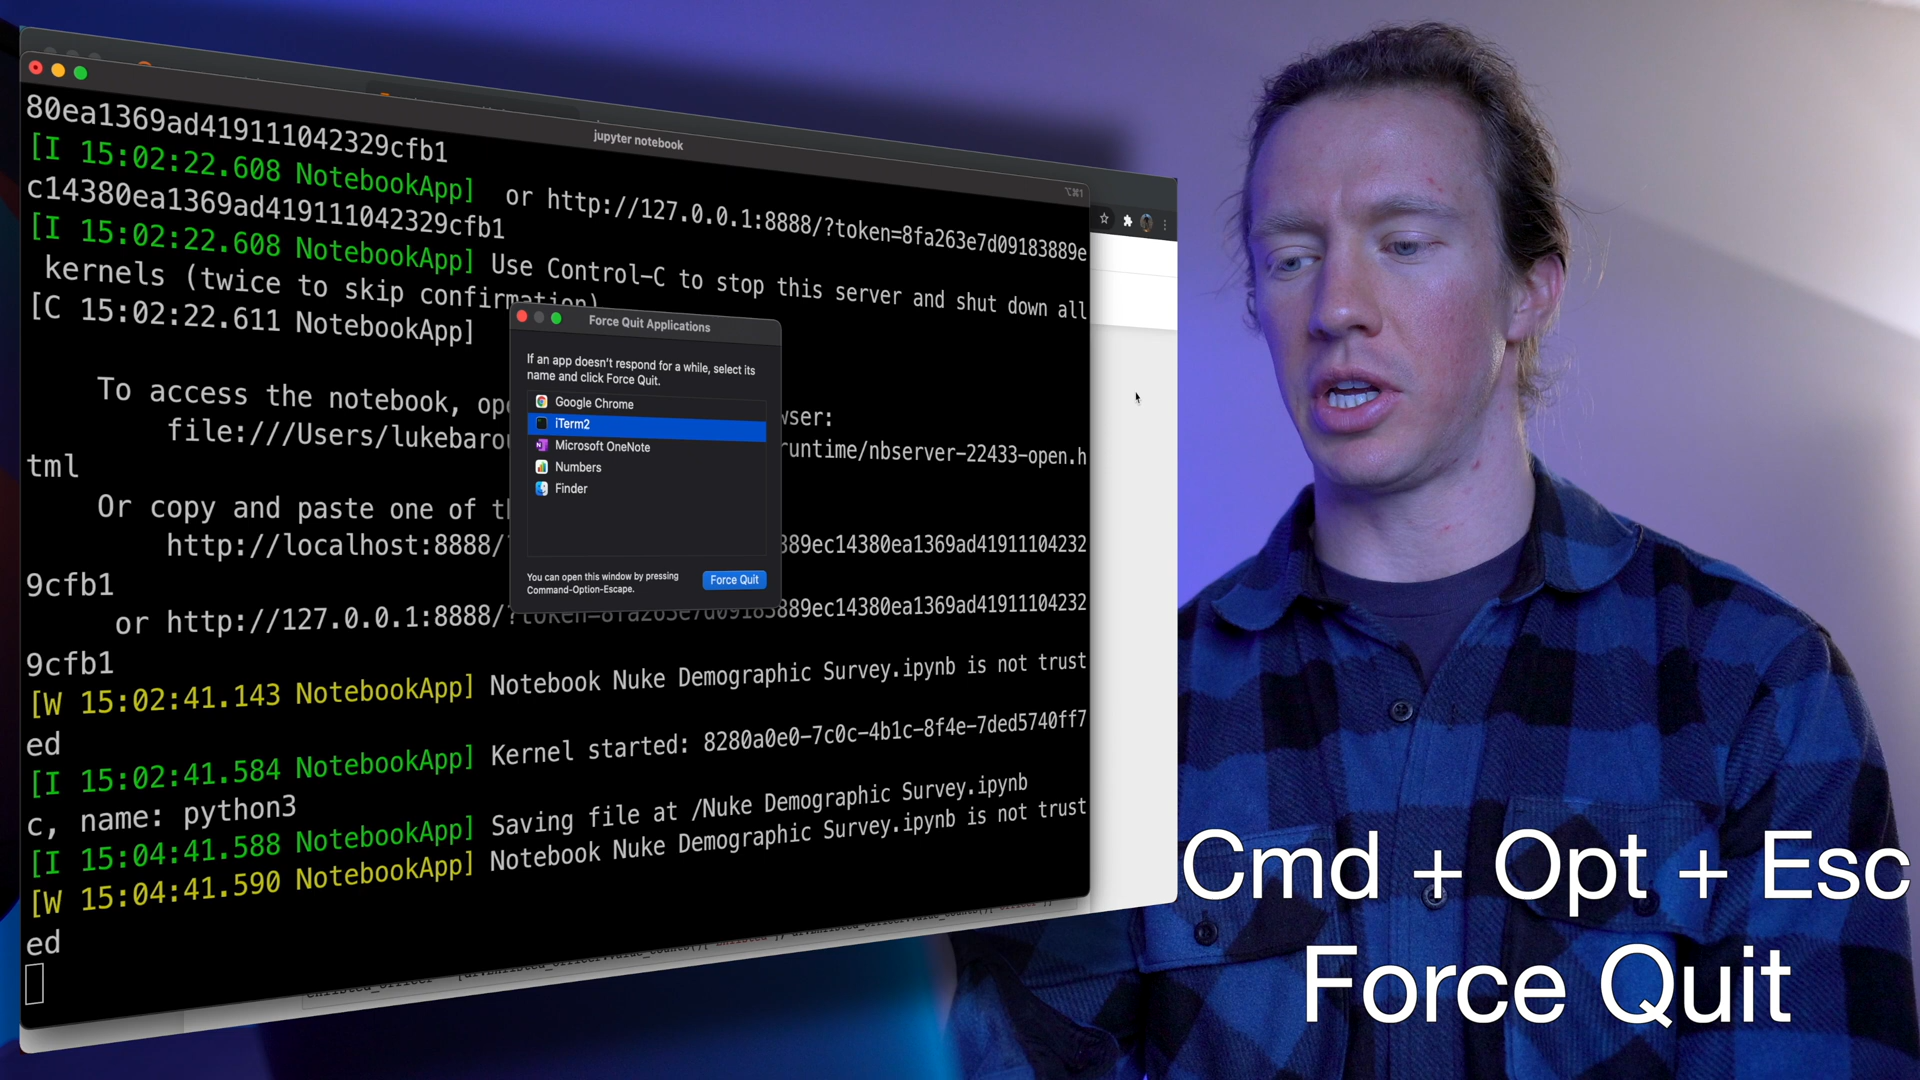 jupyter notebook
⌥⌘1
80ea1369ad419111042329cfb1
[I 15:02:22.608 NotebookApp]  or http://127.0.0.1:8888/?token=8fa263e7d09183889e
c14380ea1369ad419111042329cfb1
[I 15:02:22.608 NotebookApp] Use Control-C to stop this server and shut down all
kernels (twice to skip confirmation)
[C 15:02:22.611 NotebookApp]
To access the notebook, wser:
file:///Users/ runtime/nbserver-22433-open.h
tml
Or copy and paste one of
http://localhost:8888/ 889ec14380ea1369ad41911104232
9cfb1
or http://127.0.0.1:8888/?token=8fa263e7d09183889ec14380ea1369ad41911104232
9cfb1
[W 15:02:41.143 NotebookApp] Notebook Nuke Demographic Survey.ipynb is not trust
ed
[I 15:02:41.584 NotebookApp] Kernel started: 8280a0e0-7c0c-4b1c-8f4e-7ded5740ff7
c, name: python3
[I 15:04:41.588 NotebookApp] Saving file at /Nuke Demographic Survey.ipynb
[W 15:04:41.590 NotebookApp] Notebook Nuke Demographic Survey.ipynb is not trust
ed
Force Quit Applications
If an app doesn't respond for a while, select its
name and click Force Quit.
Google Chrome
iTerm2
Microsoft OneNote
Numbers
Finder
You can open this window by pressing
Command-Option-Escape.
Force Quit
Cmd + Opt + Esc
Force Quit